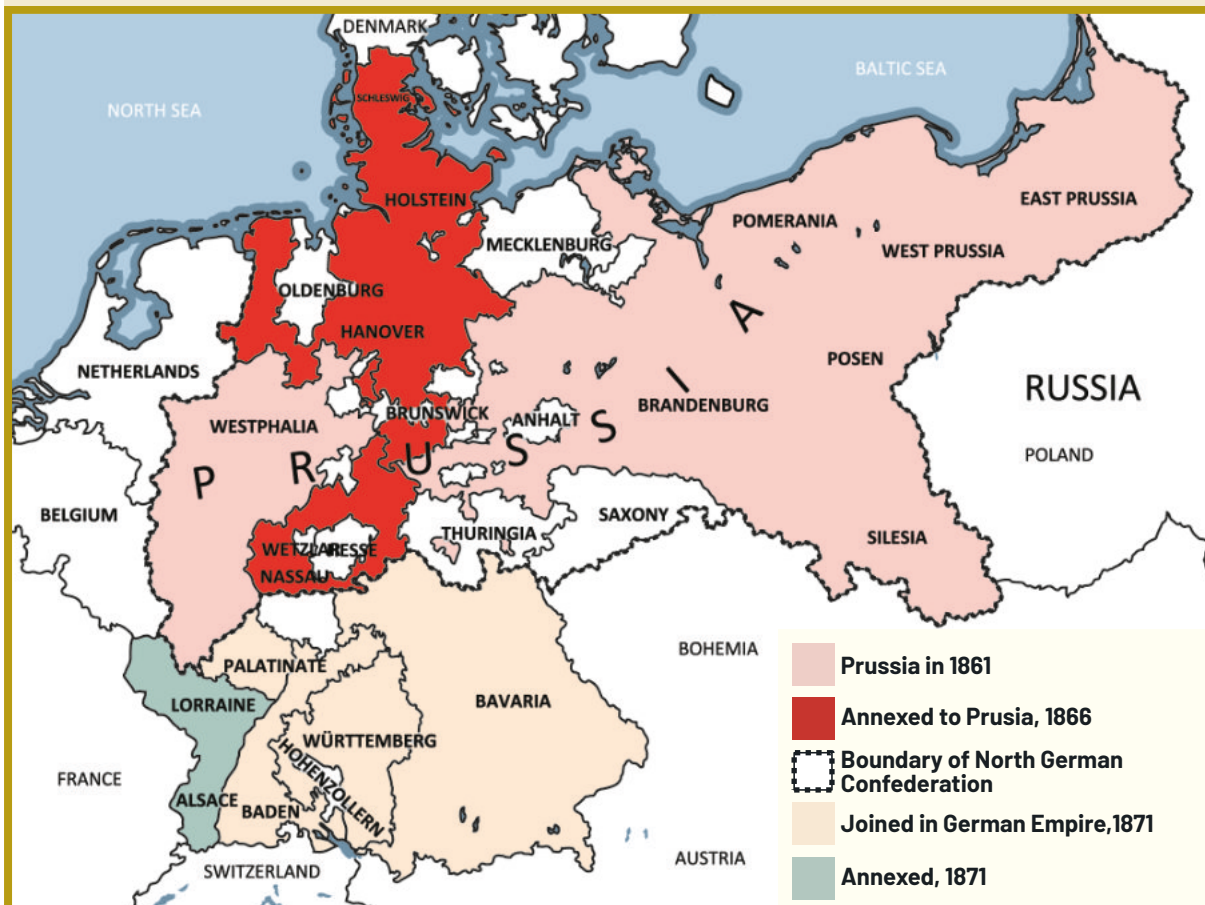 DENMARK
BALTIC SEA
NORTH SEA
SCHLESWIG
HOLSTEIN
EAST PRUSSIA
POMERANIA
MECKLENBURG
WEST PRUSSIA
OLDENBURG
HANOVER
POSEN
NETHERLANDS
RUSSIA
BRANDENBURG
BRUNSWICK
ANHALT
WESTPHALIA
PRUSSIA
POLAND
BELGIUM
SAXONY
THURINGIA
SILESIA
WETZLAR
HESSE
NASSAU
BOHEMIA
PALATINATE
LORRAINE
BAVARIA
WÜRTTEMBERG
HOHENZOLLERN
FRANCE
ALSACE
BADEN
AUSTRIA
SWITZERLAND
Prussia in 1861
Annexed to Prusia, 1866
Boundary of North German
Confederation
Joined in German Empire,1871
Annexed, 1871